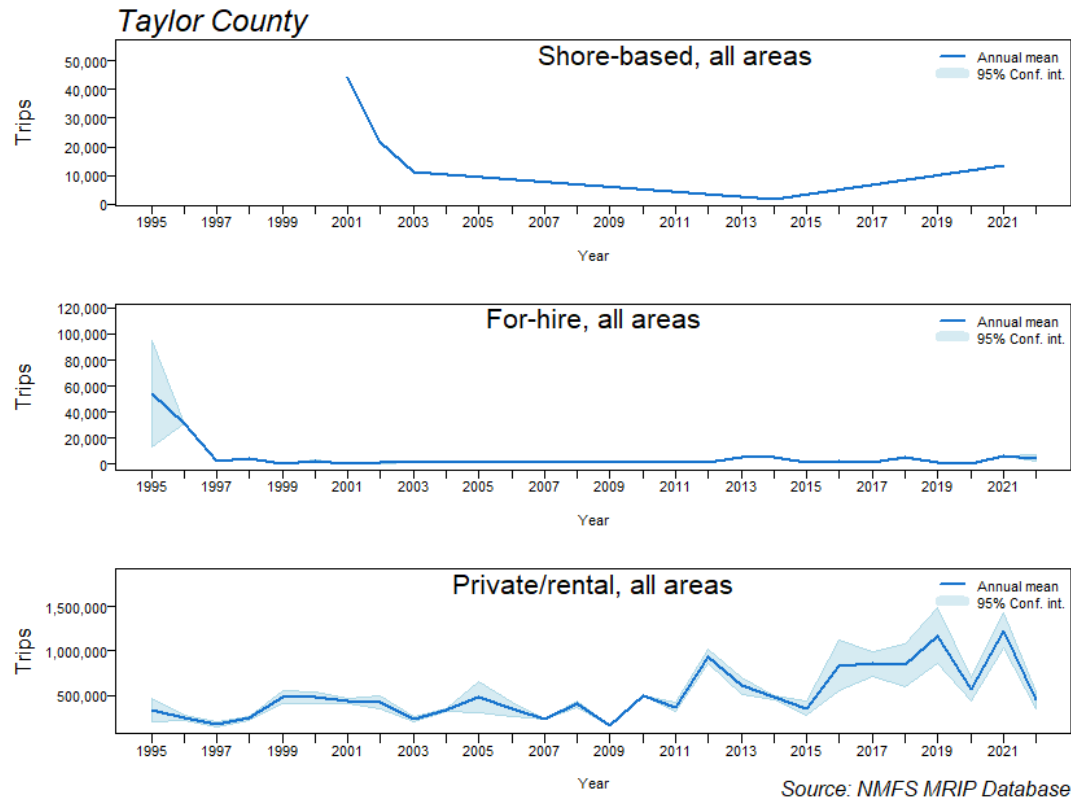 Taylor County
Shore-based, all areas
Annual mean
95% Conf. int.
Trips
50,000
40,000
30,000
20,000
10,000
0
1995 1997 1999 2001 2003 2005 2007 2009 2011 2013 2015 2017 2019 2021
Year
For-hire, all areas
Annual mean
95% Conf. int.
Trips
120,000
100,000
80,000
60,000
40,000
20,000
0
1995 1997 1999 2001 2003 2005 2007 2009 2011 2013 2015 2017 2019 2021
Year
Private/rental, all areas
Annual mean
95% Conf. int.
Trips
1,500,000
1,000,000
500,000
1995 1997 1999 2001 2003 2005 2007 2009 2011 2013 2015 2017 2019 2021
Year
Source: NMFS MRIP Database